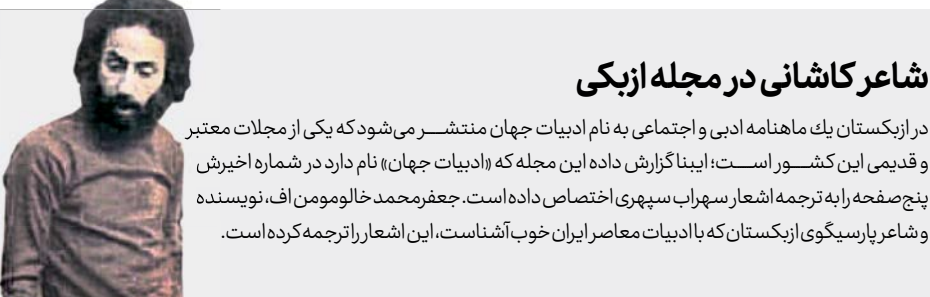 شاعر کاشانی در مجله ازبکی
در ازبکستان يك ماهنامه ادبی و اجتماعی به نام ادبیات جهان منتشـــر می‌شود که یکی از مجلات معتبر
و قدیمی این کشـــور اســـت؛ ایبنا گزارش داده این مجله که «ادبیات جهان» نام دارد در شماره اخیرش
پنج صفحه را به ترجمه اشعار سهراب سپهری اختصاص داده است. جعفرمحمد خالومومن اف، نویسنده
و شاعر پارسیگوی ازبکستان که با ادبیات معاصر ایران خوب آشناست، این اشعار را ترجمه کرده است.